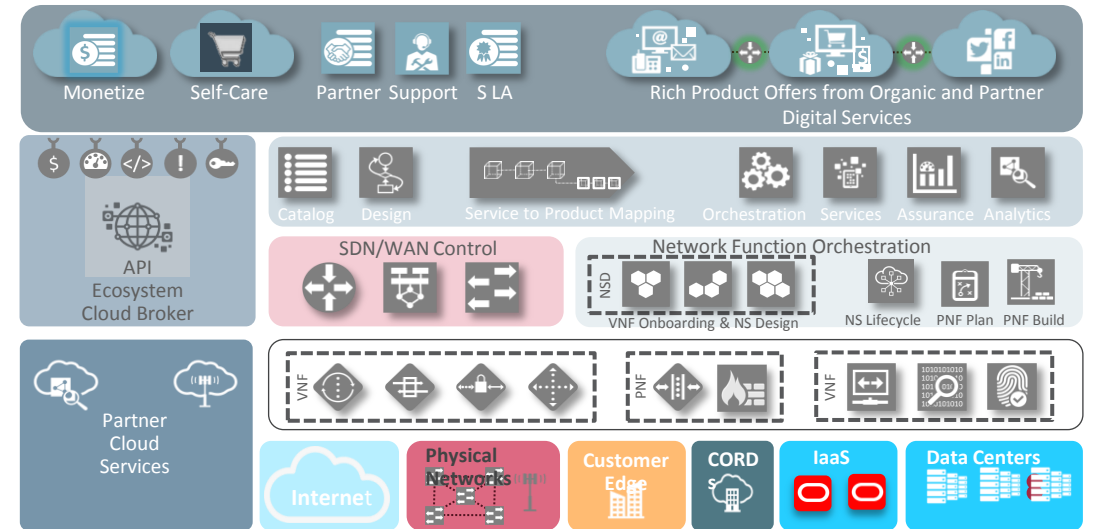 Monetize
Self-Care
Partner
Support
S LA
Rich Product Offers from Organic and Partner
Digital Services
API
Ecosystem
Cloud Broker
Catalog
Design
Service to Product Mapping
Orchestration
Services
Assurance
Analytics
SDN/WAN Control
Network Function Orchestration
NSD
VNF Onboarding & NS Design
NS Lifecycle
PNF Plan
PNF Build
Partner
Cloud
Services
VNF
PNF
VNF
Internet
Physical
Networks
Customer
Edge
CORD
s
IaaS
Data Centers